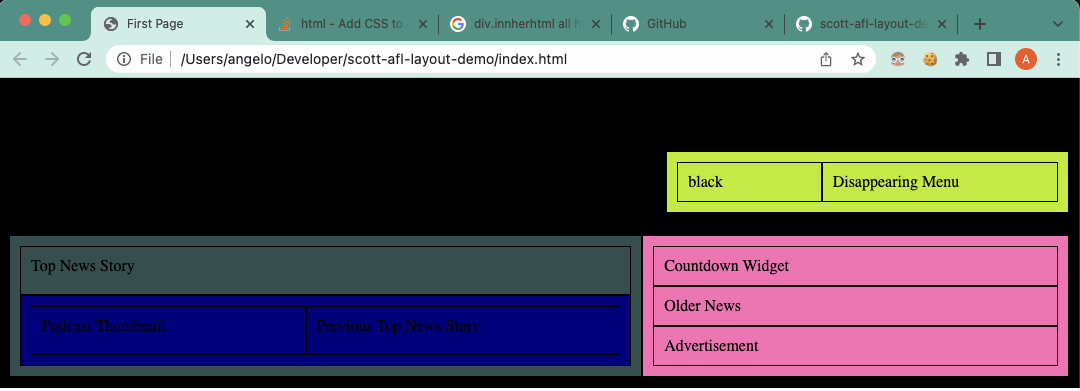 First Page
html - Add CSS to
div.innherhtml all h
GitHub
scott-afl-layout-de
File | /Users/angelo/Developer/scott-afl-layout-demo/index.html
A
black
Disappearing Menu
Top News Story
Countdown Widget
Podcast Thumbnail
Previous Top News Story
Older News
Advertisement